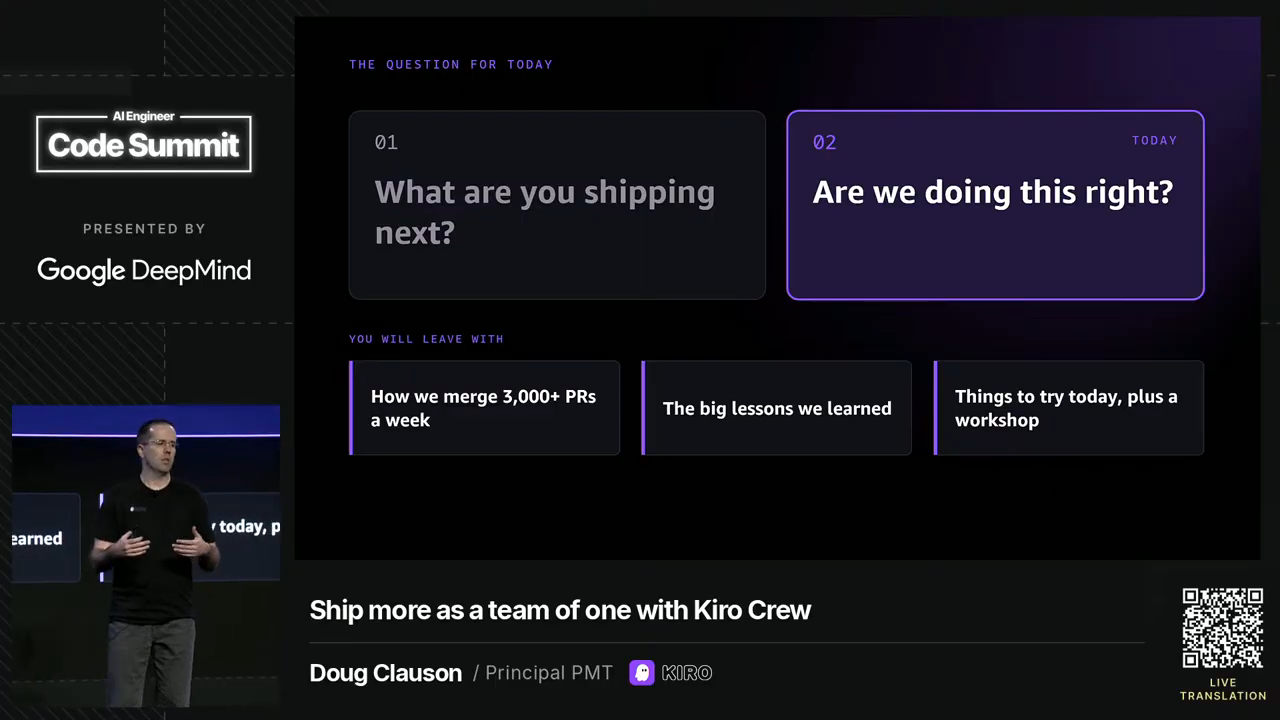 AI Engineer
Code Summit
PRESENTED BY
Google DeepMind
THE QUESTION FOR TODAY
01
What are you shipping
next?
02
TODAY
Are we doing this right?
YOU WILL LEAVE WITH
How we merge 3,000+ PRs
a week
The big lessons we learned
Things to try today, plus a
workshop
earned
y today, p
Ship more as a team of one with Kiro Crew
Doug Clauson / Principal PMT KIRO
LIVE
TRANSLATION